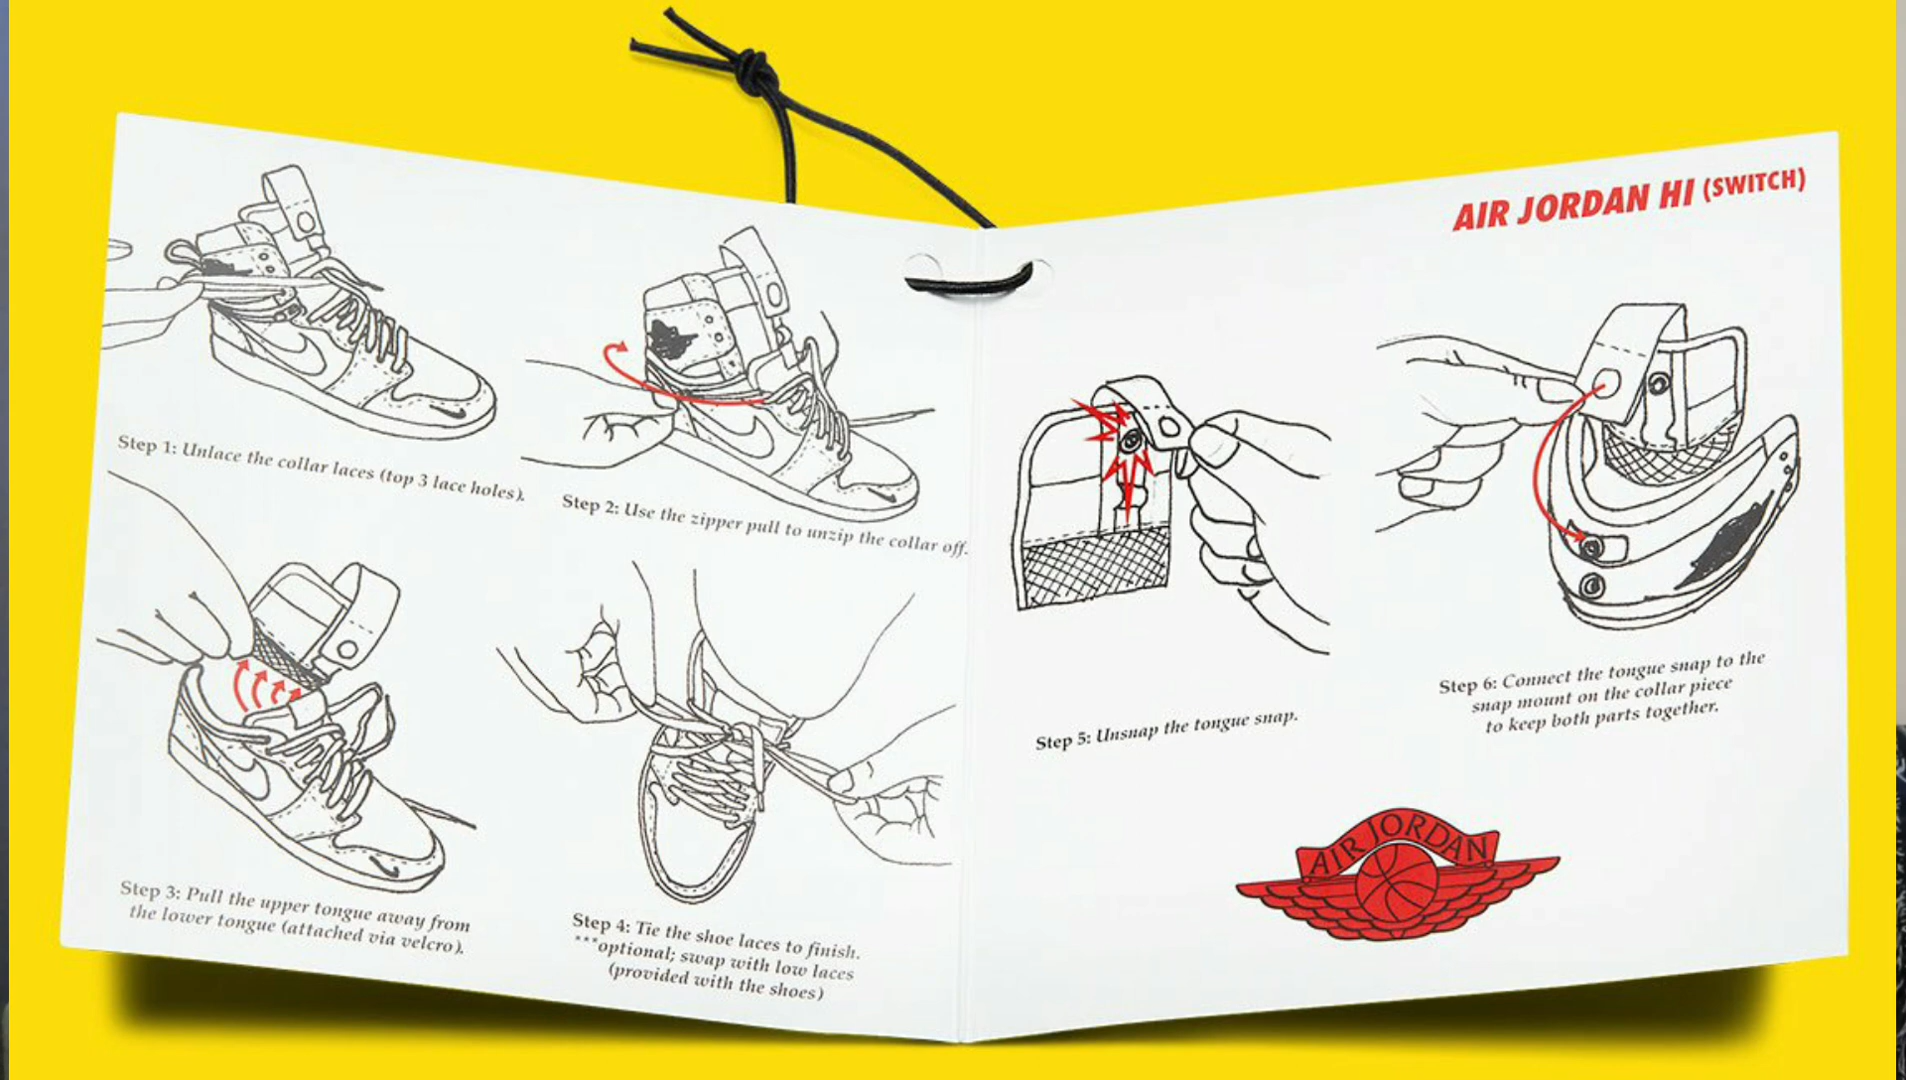 Step 1: Unlace the collar laces (top 3 lace holes).
Step 2: Use the zipper pull to unzip the collar off.
Step 3: Pull the upper tongue away from
the lower tongue (attached via velcro).
Step 4: Tie the shoe laces to finish.
***optional; swap with low laces
(provided with the shoes)
AIR JORDAN HI (SWITCH)
Step 5: Unsnap the tongue snap.
Step 6: Connect the tongue snap to the
snap mount on the collar piece
to keep both parts together.
AIR JORDAN